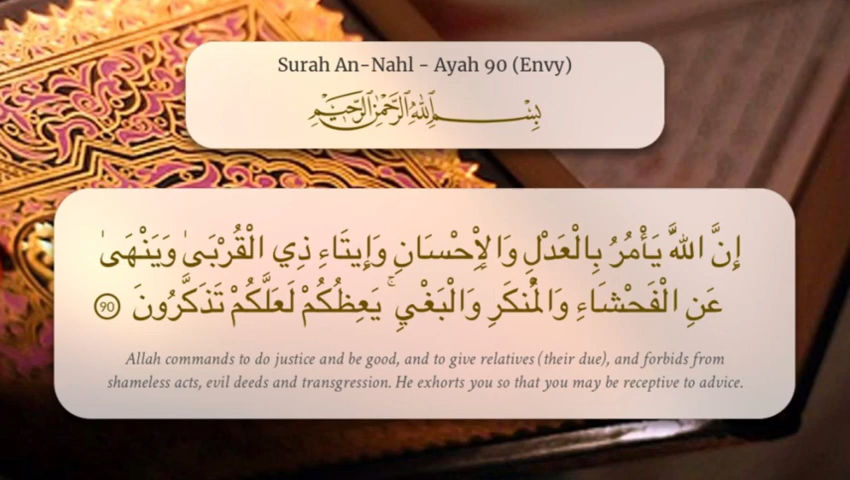 Surah An-Nahl - Ayah 90 (Envy)
بِسْمِ اللَّهِ الرَّحْمَٰنِ الرَّحِيمِ
إِنَّ اللَّهَ يَأْمُرُ بِالْعَدْلِ وَالْإِحْسَانِ وَإِيتَاءِ ذِي الْقُرْبَىٰ وَيَنْهَىٰ
عَنِ الْفَحْشَاءِ وَالْمُنكَرِ وَالْبَغْيِ ۚ يَعِظُكُمْ لَعَلَّكُمْ تَذَكَّرُونَ 90
Allah commands to do justice and be good, and to give relatives (their due), and forbids from
shameless acts, evil deeds and transgression. He exhorts you so that you may be receptive to advice.